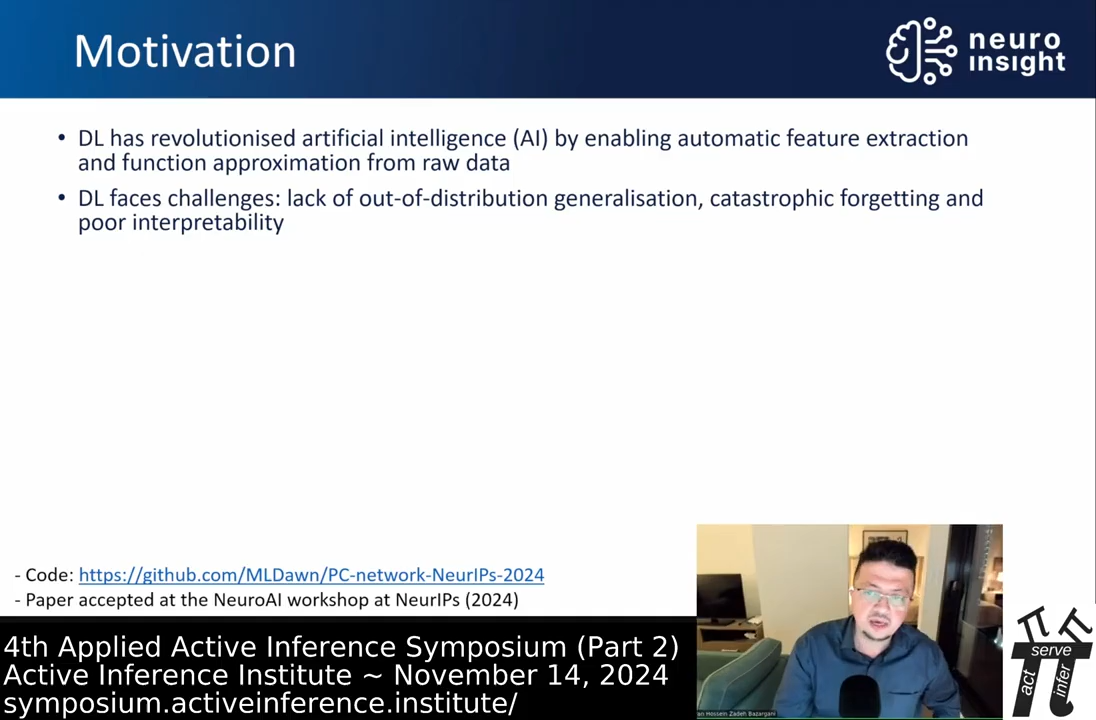 Motivation
neuro
insight
• DL has revolutionised artificial intelligence (AI) by enabling automatic feature extraction
and function approximation from raw data
• DL faces challenges: lack of out-of-distribution generalisation, catastrophic forgetting and
poor interpretability
- Code: https://github.com/MLDawn/PC-network-NeurIPs-2024
- Paper accepted at the NeuroAI workshop at NeurIPs (2024)
Hossein Zadeh Bazargani
4th Applied Active Inference Symposium (Part 2)
Active Inference Institute ~ November 14, 2024
symposium.activeinference.institute/
serve
act
infer